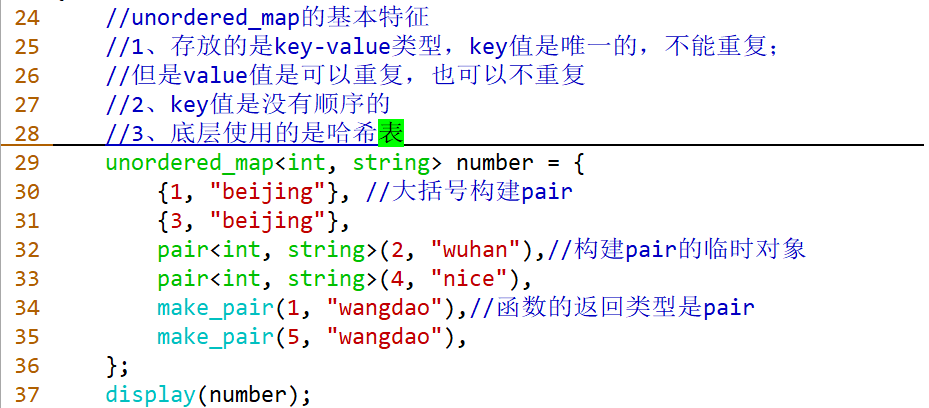 24 //unordered_map的基本特征
25 //1、存放的是key-value类型，key值是唯一的，不能重复；
26 //但是value值是可以重复，也可以不重复
27 //2、key值是没有顺序的
28 //3、底层使用的是哈希表
29 unordered_map<int, string> number = {
30 {1, "beijing"}, //大括号构建pair
31 {3, "beijing"},
32 pair<int, string>(2, "wuhan"),//构建pair的临时对象
33 pair<int, string>(4, "nice"),
34 make_pair(1, "wangdao"),//函数的返回类型是pair
35 make_pair(5, "wangdao"),
36 };
37 display(number);